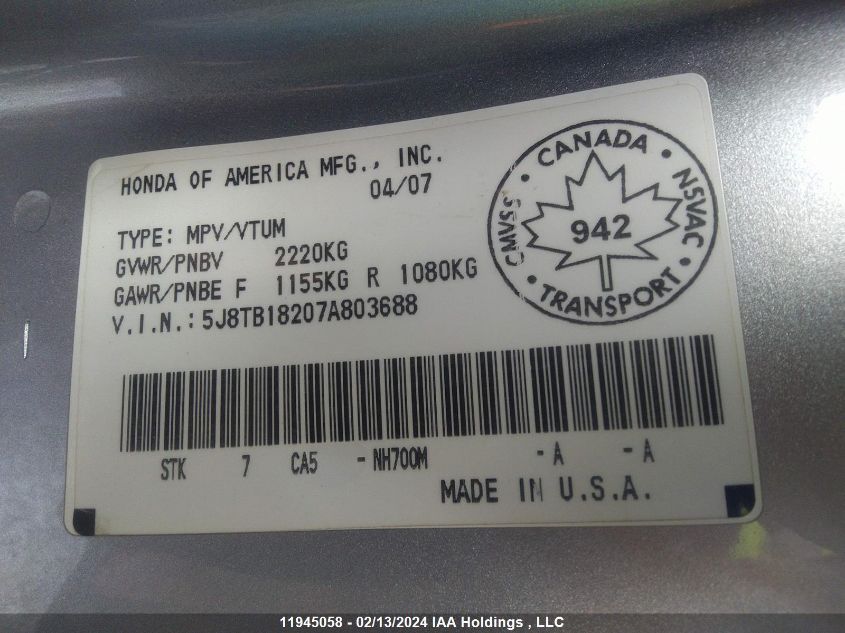 HONDA OF AMERICA MFG., INC.
04/07
TYPE: MPV/VTUM
GVWR/PNBV 2220KG
GAWR/PNBE F 1155KG R 1080KG
V.I.N.: 5J8TB18207A803688
CANADA • NSVAC • TRANSPORT • CMVSS •
942
STK 7 CA5 - NH700M - A - A
MADE IN U.S.A.
11945058 - 02/13/2024 IAA Holdings , LLC